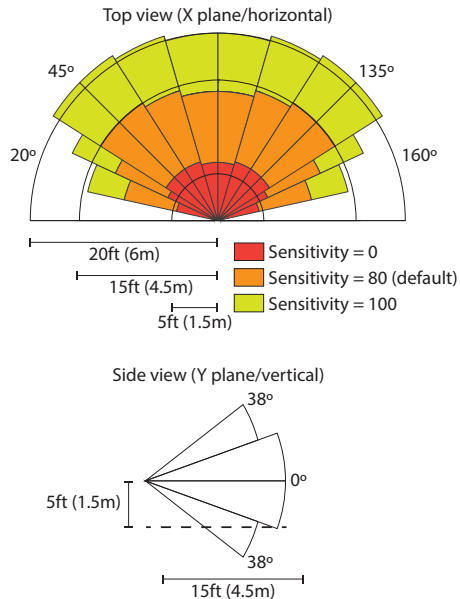 Top view (X plane/horizontal)
45º
135º
20º
160º
20ft (6m)
15ft (4.5m)
5ft (1.5m)
Sensitivity = 0
Sensitivity = 80 (default)
Sensitivity = 100
Side view (Y plane/vertical)
38º
0º
5ft (1.5m)
38º
15ft (4.5m)